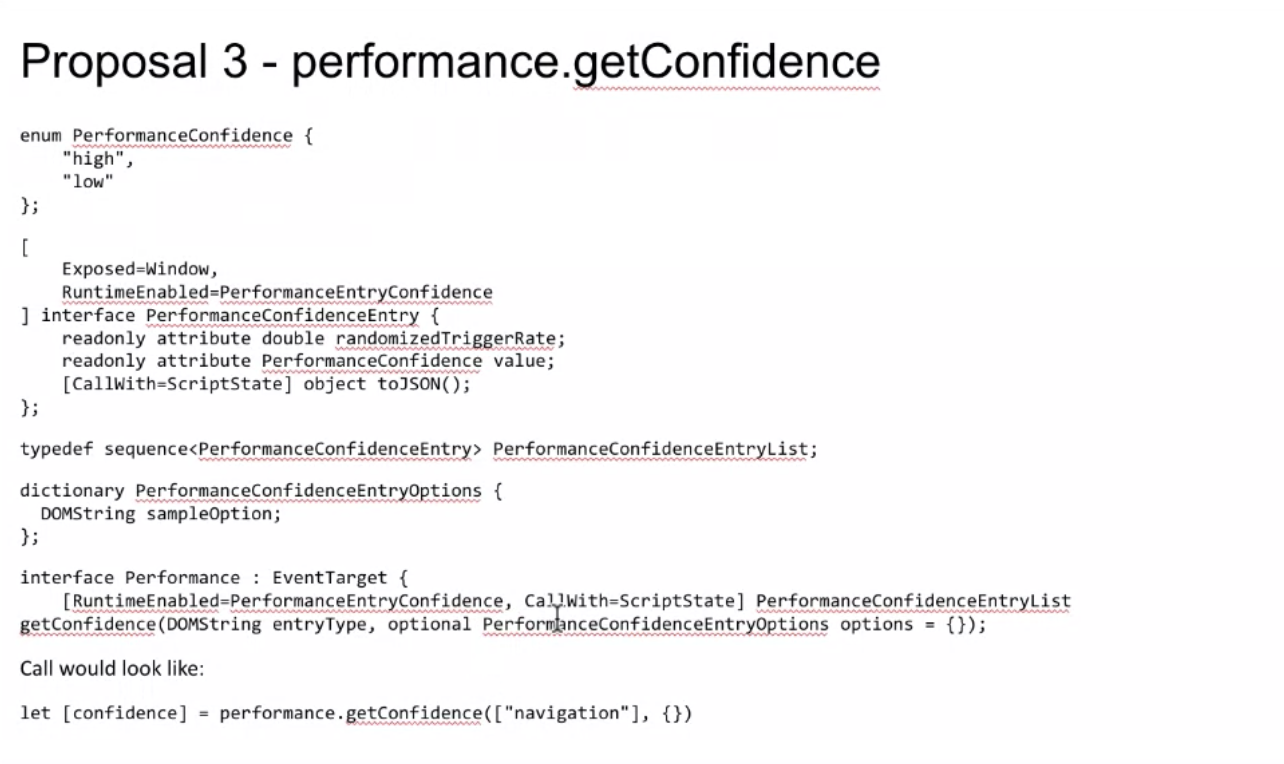 Proposal 3 - performance.getConfidence
enum PerformanceConfidence {
    "high",
    "low"
};
[
    Exposed=Window,
    RuntimeEnabled=PerformanceEntryConfidence
] interface PerformanceConfidenceEntry {
    readonly attribute double randomizedTriggerRate;
    readonly attribute PerformanceConfidence value;
    [CallWith=ScriptState] object toJSON();
};
typedef sequence<PerformanceConfidenceEntry> PerformanceConfidenceEntryList;
dictionary PerformanceConfidenceEntryOptions {
  DOMString sampleOption;
};
interface Performance : EventTarget {
    [RuntimeEnabled=PerformanceEntryConfidence, CallWith=ScriptState] PerformanceConfidenceEntryList
getConfidence(DOMString entryType, optional PerformanceConfidenceEntryOptions options = {});
Call would look like:
let [confidence] = performance.getConfidence(["navigation"], {})